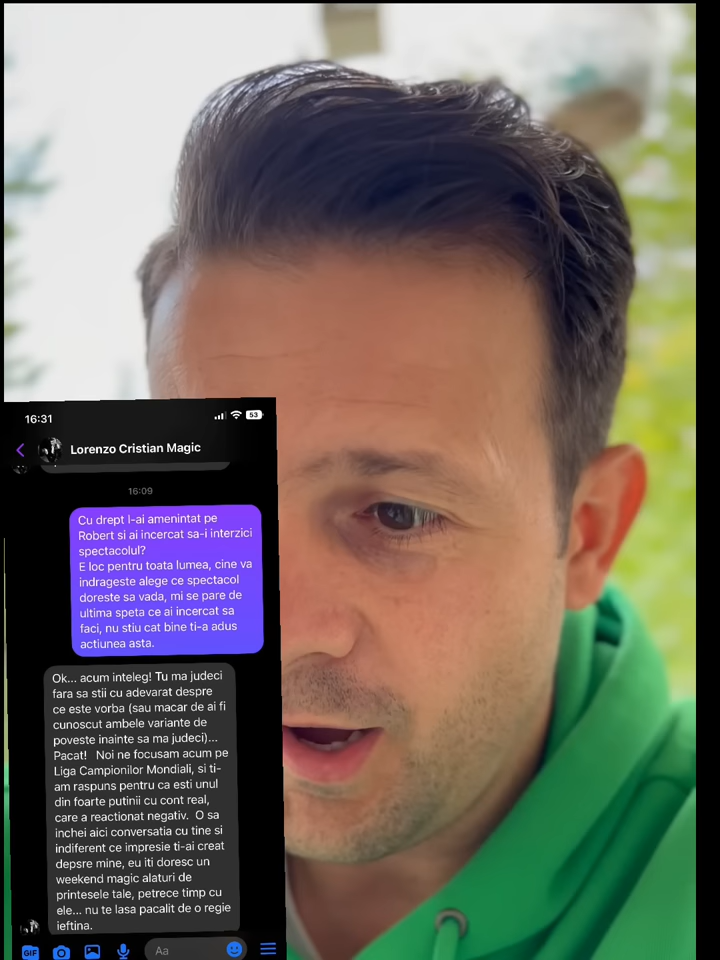 16:31
53
Lorenzo Cristian Magic
16:09
Cu drept l-ai amenintat pe
Robert si ai incercat sa-i interzici
spectacolul?
E loc pentru toata lumea, cine va
indrageste alege ce spectacol
doreste sa vada, mi se pare de
ultima speta ce ai incercat sa
faci, nu stiu cat bine ti-a adus
actiunea asta.
Ok... acum inteleg! Tu ma judeci
fara sa stii cu adevarat despre
ce este vorba (sau macar de ai fi
cunoscut ambele variante de
poveste inainte sa ma judeci)...
Pacat! Noi ne focusam acum pe
Liga Campionilor Mondiali, si ti-
am raspuns pentru ca esti unul
din foarte putinii cu cont real,
care a reactionat negativ. O sa
inchei aici conversatia cu tine si
indiferent ce impresie ti-ai creat
depsre mine, eu iti doresc un
weekend magic alaturi de
printesele tale, petrece timp cu
ele... nu te lasa pacalit de o regie
ieftina.
GIF
Aa